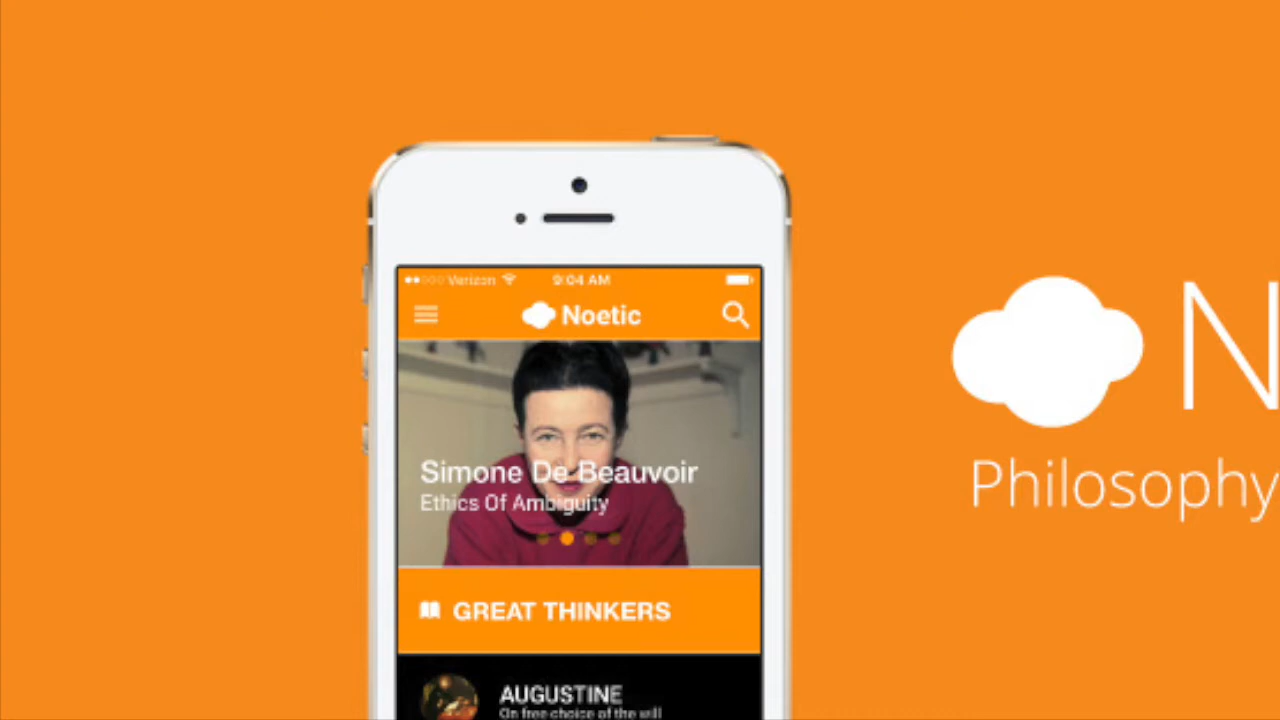 Verizon 9:04 AM
Noetic
Simone De Beauvoir
Ethics Of Ambiguity
GREAT THINKERS
AUGUSTINE
On free choice of the will
N
Philosophy